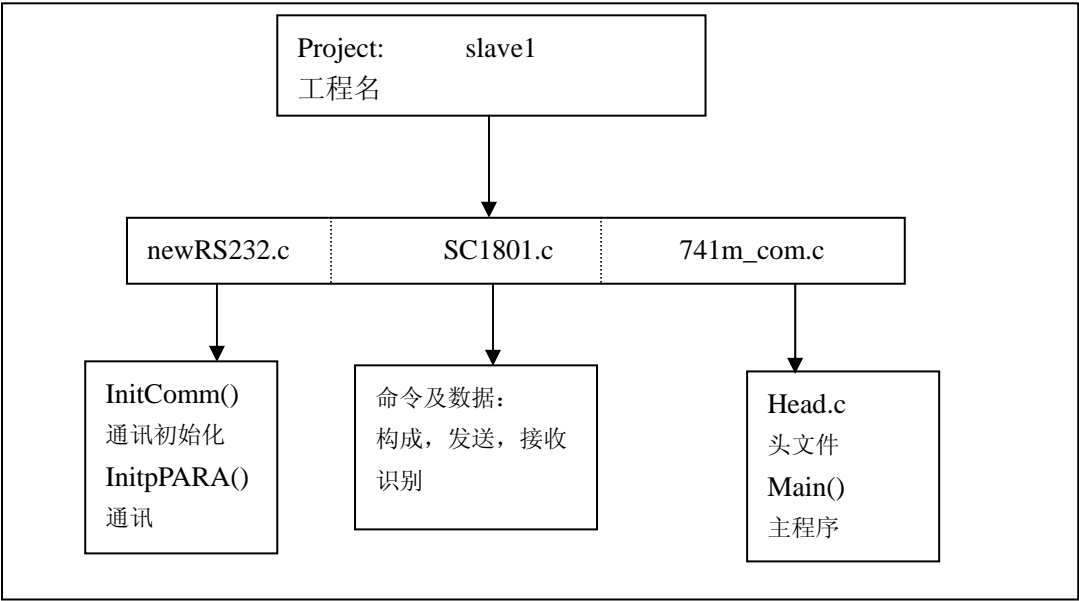 Project: slave1
工程名
newRS232.c SC1801.c 741m_com.c
InitComm()
通讯初始化
InitpPARA()
通讯
命令及数据：
构成，发送，接收
识别
Head.c
头文件
Main()
主程序